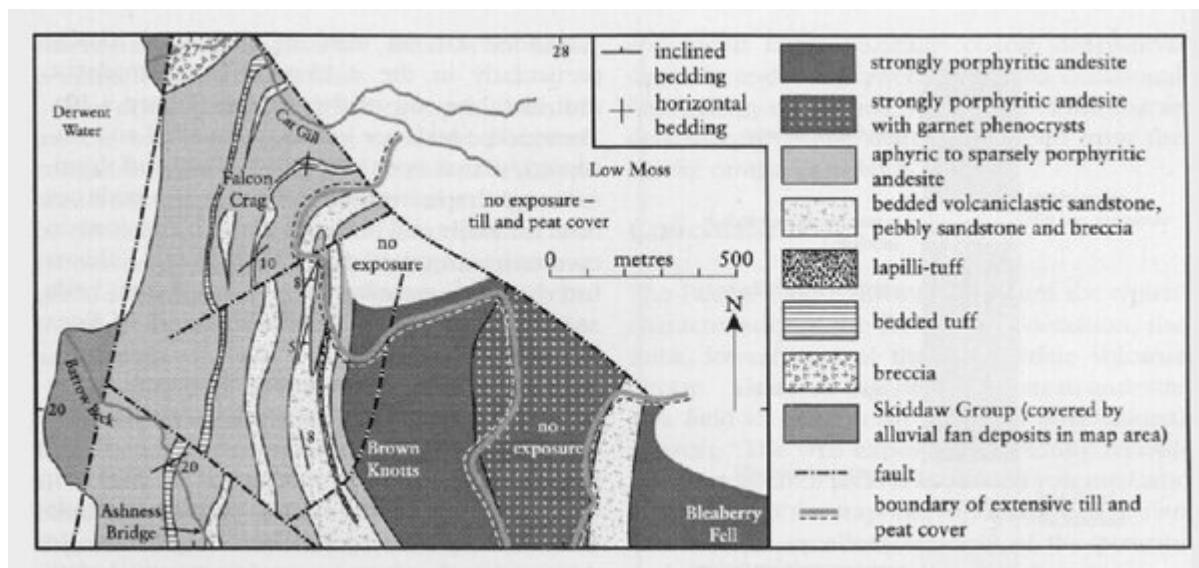 27
28
Derwent
Water
Cat Gill
Falcon
Crag
no exposure –
till and peat cover
Low Moss
no
exposure
10
8
0 metres 500
N
Barrow Beck
20
8
20
Brown
Knotts
no
exposure
Ashness
Bridge
Bleaberry
Fell
inclined
bedding
horizontal
bedding
strongly porphyritic andesite
strongly porphyritic andesite
with garnet phenocrysts
aphyric to sparsely porphyritic
andesite
bedded volcaniclastic sandstone,
pebbly sandstone and breccia
lapilli-tuff
bedded tuff
breccia
Skiddaw Group (covered by
alluvial fan deposits in map area)
fault
boundary of extensive till and
peat cover